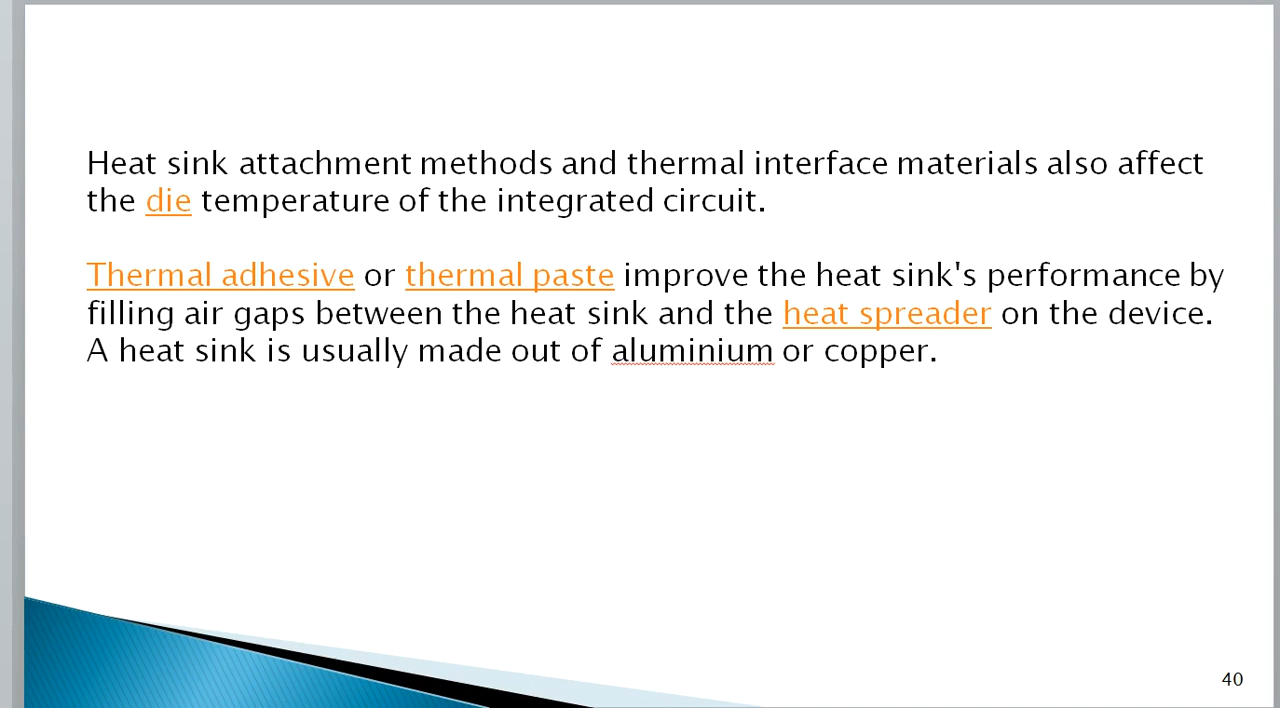 Heat sink attachment methods and thermal interface materials also affect
the die temperature of the integrated circuit.
Thermal adhesive or thermal paste improve the heat sink's performance by
filling air gaps between the heat sink and the heat spreader on the device.
A heat sink is usually made out of aluminium or copper.
40